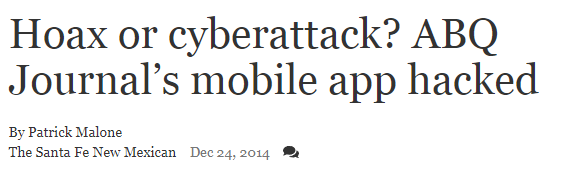 Hoax or cyberattack? ABQ
Journal’s mobile app hacked
By Patrick Malone
The Santa Fe New Mexican Dec 24, 2014